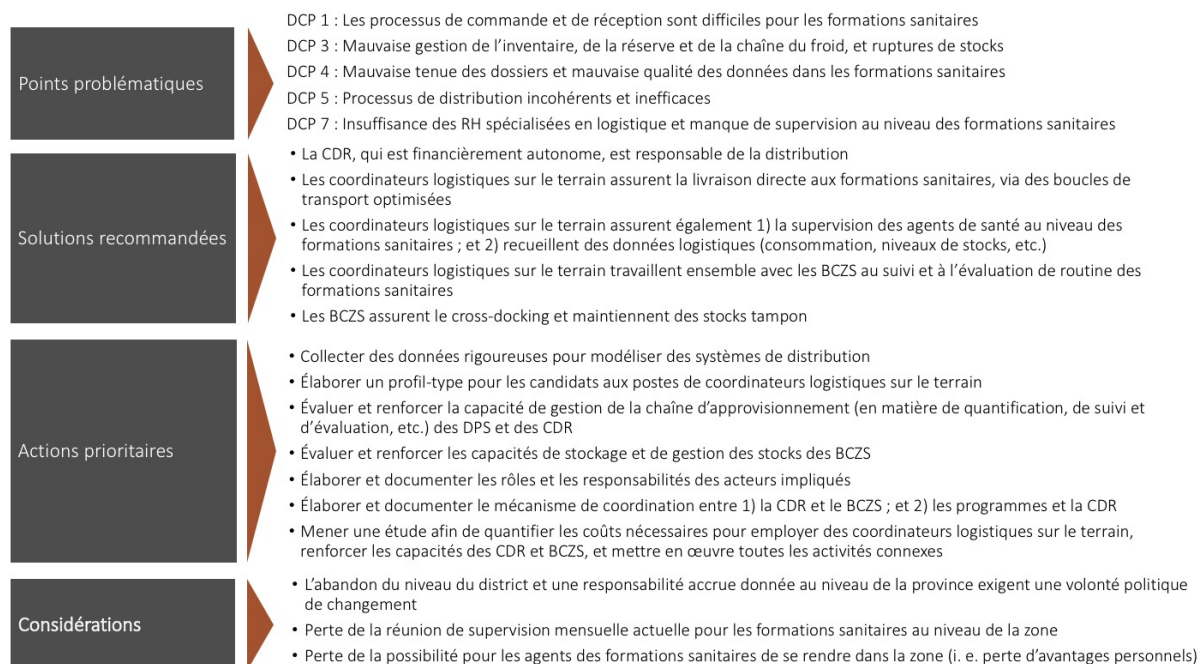 Points problématiques
DCP 1 : Les processus de commande et de réception sont difficiles pour les formations sanitaires
DCP 3 : Mauvaise gestion de l’inventaire, de la réserve et de la chaîne du froid, et ruptures de stocks
DCP 4 : Mauvaise tenue des dossiers et mauvaise qualité des données dans les formations sanitaires
DCP 5 : Processus de distribution incohérents et inefficaces
DCP 7 : Insuffisance des RH spécialisées en logistique et manque de supervision au niveau des formations sanitaires
Solutions recommandées
• La CDR, qui est financièrement autonome, est responsable de la distribution
• Les coordinateurs logistiques sur le terrain assurent la livraison directe aux formations sanitaires, via des boucles de
transport optimisées
• Les coordinateurs logistiques sur le terrain assurent également 1) la supervision des agents de santé au niveau des
formations sanitaires ; et 2) recueillent des données logistiques (consommation, niveaux de stocks, etc.)
• Les coordinateurs logistiques sur le terrain travaillent ensemble avec les BCZS au suivi et à l’évaluation de routine des
formations sanitaires
• Les BCZS assurent le cross-docking et maintiennent des stocks tampon
Actions prioritaires
• Collecter des données rigoureuses pour modéliser des systèmes de distribution
• Élaborer un profil-type pour les candidats aux postes de coordinateurs logistiques sur le terrain
• Évaluer et renforcer la capacité de gestion de la chaîne d’approvisionnement (en matière de quantification, de suivi et
d’évaluation, etc.) des DPS et des CDR
• Évaluer et renforcer les capacités de stockage et de gestion des stocks des BCZS
• Élaborer et documenter les rôles et les responsabilités des acteurs impliqués
• Élaborer et documenter le mécanisme de coordination entre 1) la CDR et le BCZS ; et 2) les programmes et la CDR
• Mener une étude afin de quantifier les coûts nécessaires pour employer des coordinateurs logistiques sur le terrain,
renforcer les capacités des CDR et BCZS, et mettre en œuvre toutes les activités connexes
Considérations
• L’abandon du niveau du district et une responsabilité accrue donnée au niveau de la province exigent une volonté politique
de changement
• Perte de la réunion de supervision mensuelle actuelle pour les formations sanitaires au niveau de la zone
• Perte de la possibilité pour les agents des formations sanitaires de se rendre dans la zone (i. e. perte d’avantages personnels)